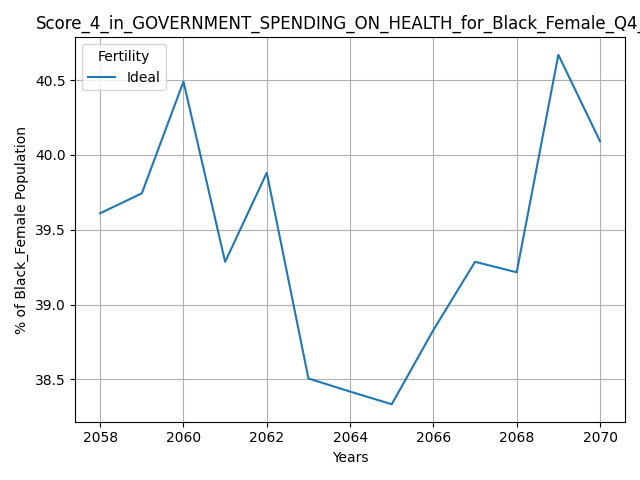 Score_4_in_GOVERNMENT_SPENDING_ON_HEALTH_for_Black_Female_Q4_
Fertility
Ideal
% of Black_Female Population
40.5
40.0
39.5
39.0
38.5
2058 2060 2062 2064 2066 2068 2070
Years